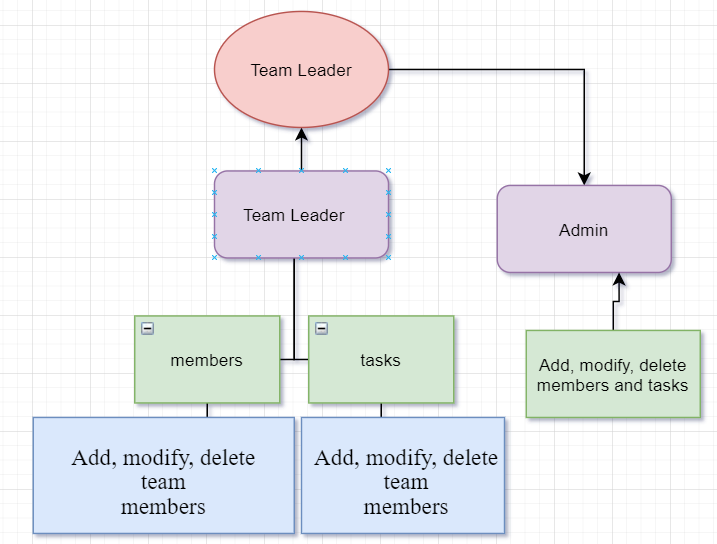 Team Leader
Team Leader
Admin
members
tasks
Add, modify, delete
members and tasks
Add, modify, delete
team
members
Add, modify, delete
team
members